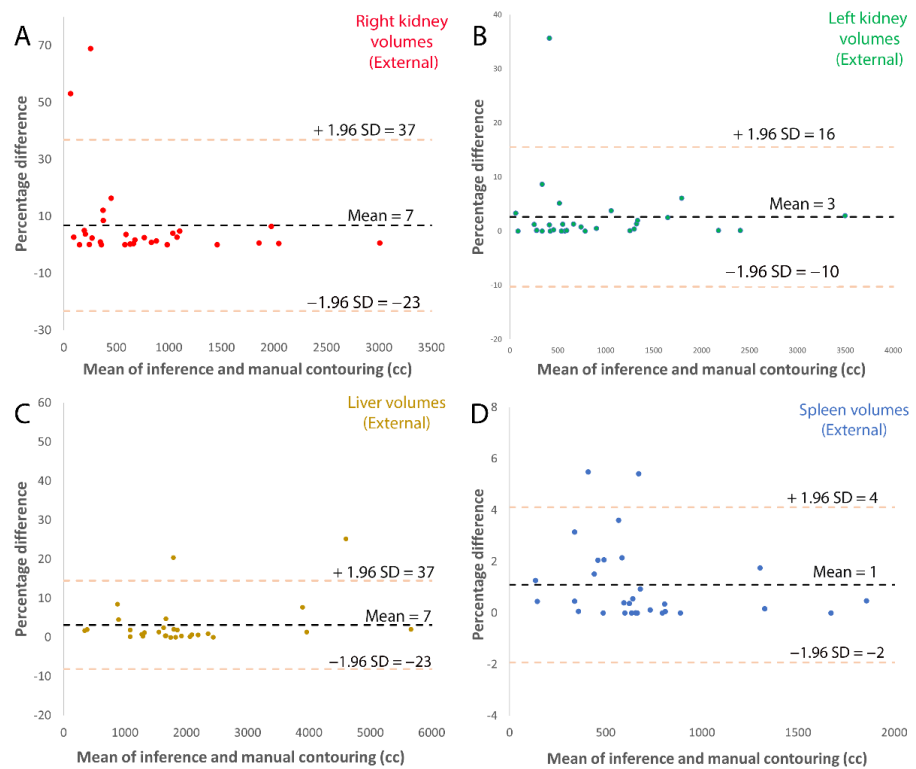 A
Right kidney
volumes
(External)
Percentage difference
70
50
30
10
-10
-30
+ 1.96 SD = 37
Mean = 7
−1.96 SD = −23
0 500 1000 1500 2000 2500 3000 3500
Mean of inference and manual contouring (cc)
B
Left kidney
volumes
(External)
Percentage difference
40
30
20
10
0
-10
-20
+ 1.96 SD = 16
Mean = 3
−1.96 SD = −10
0 500 1000 1500 2000 2500 3000 3500 4000
Mean of inference and manual contouring (cc)
C
Liver volumes
(External)
Percentage difference
60
50
40
30
20
10
0
-10
-20
+ 1.96 SD = 37
Mean = 7
−1.96 SD = −23
0 1000 2000 3000 4000 5000 6000
Mean of inference and manual contouring (cc)
D
Spleen volumes
(External)
Percentage difference
8
6
4
2
0
-2
-4
+ 1.96 SD = 4
Mean = 1
−1.96 SD = −2
0 500 1000 1500 2000
Mean of inference and manual contouring (cc)